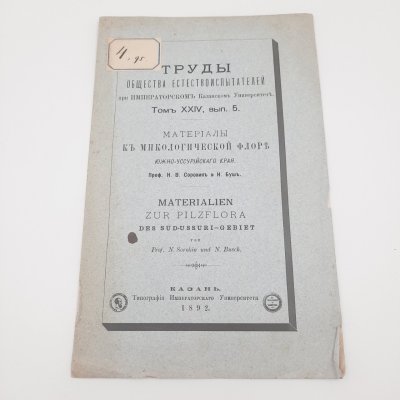 4.
ТРУДЫ
ОБЩЕСТВА ЕСТЕСТВОИСПЫТАТЕЛЕЙ
при ИМПЕРАТОРСКОМЪ Казанскомъ Университетѣ.
Томъ XXIV, вып. 5.
МАТЕРІАЛЫ
КЪ МИКОЛОГИЧЕСКОЙ ФЛОРѢ
ЮЖНО-УССУРІЙСКАГО КРАЯ.
Проф. Н. В. Сорокинъ и Н. Бушъ.
MATERIALIEN
ZUR PILZFLORA
DES SÜD-USSURI-GEBIET
von
Prof. N. Sorokin und N. Busch.
КАЗАНЬ.
Типографія Императорскаго Университета
1892.